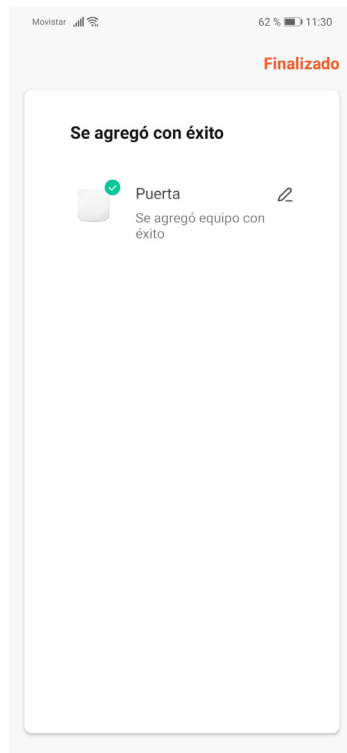 Movistar 62 % 11:30
Finalizado
Se agregó con éxito
Puerta
Se agregó equipo con
éxito